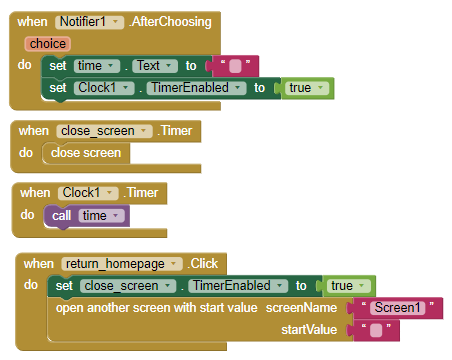 when Notifier1 .AfterChoosing
choice
do set time . Text to “ ”
set Clock1 . TimerEnabled to true
when close_screen .Timer
do close screen
when Clock1 .Timer
do call time
when return_homepage .Click
do set close_screen . TimerEnabled to true
open another screen with start value screenName “ Screen1 ”
startValue “ ”